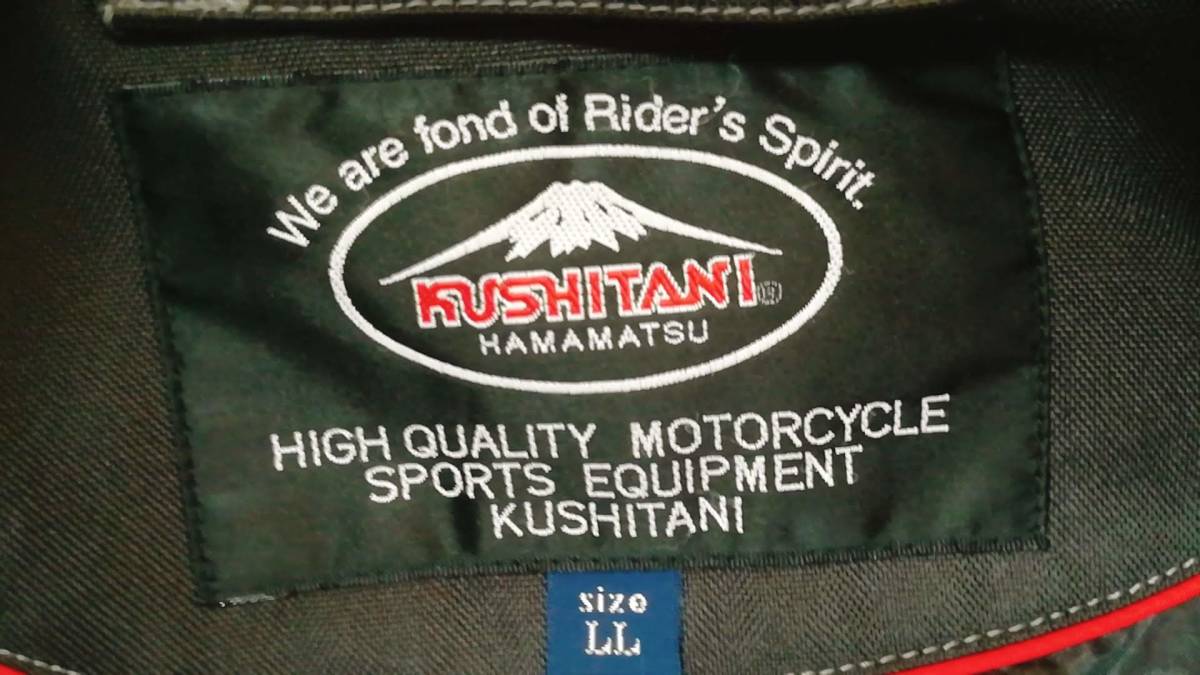 We are fond of Rider's Spirit.
KUSHITANI®
HAMAMATSU
HIGH QUALITY MOTORCYCLE
SPORTS EQUIPMENT
KUSHITANI
size
LL